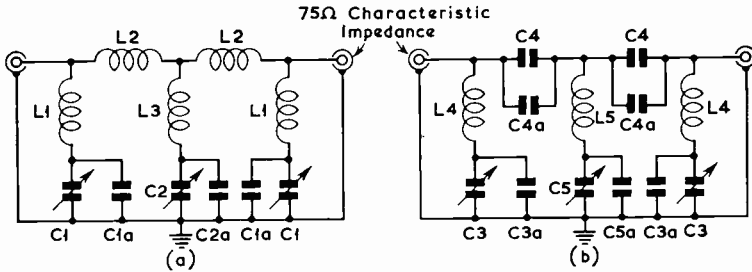 75Ω Characteristic
Impedance
L2 L2
L1 L3 L1
C2
C1 C1a C2a C1a C1
(a)
C4 C4
L4 C4a L5 C4a L4
C5
C3 C3a C5a C3a C3
(b)